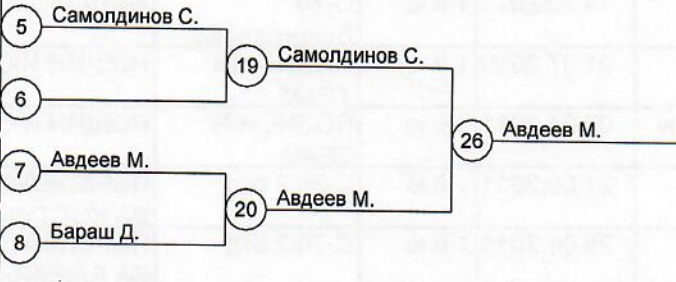 5 Самолдинов С.
19 Самолдинов С.
6
26 Авдеев М.
7 Авдеев М.
20 Авдеев М.
8 Бараш Д.